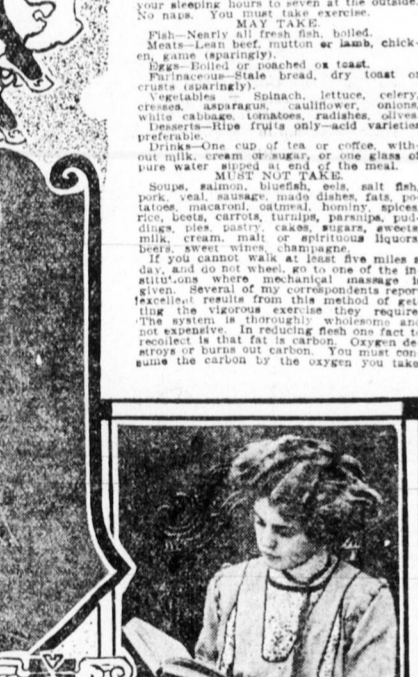 your sleeping hours to seven at the outside.
No naps. You must take exercise.
MAY TAKE.
Fish—Nearly all fresh fish, boiled.
Meats—Lean beef, mutton or lamb, chick-
en, game (sparingly).
Eggs—Boiled or poached on toast.
Farinaceous—Stale bread, dry toast or
crusts (sparingly).
Vegetables — Spinach, lettuce, celery,
cresses, asparagus, cauliflower, onions,
white cabbage, tomatoes, radishes, olives.
Desserts—Ripe fruits only—acid varieties
preferable.
Drinks—One cup of tea or coffee, with-
out milk, cream or sugar, or one glass of
pure water sipped at end of the meal.
MUST NOT TAKE.
Soups, salmon, bluefish, eels, salt fish,
pork, veal, sausage, made dishes, fats, po-
tatoes, macaroni, oatmeal, hominy, spices,
rice, beets, carrots, turnips, parsnips, pud-
dings, pies, pastry, cakes, sugars, sweets,
milk, cream, malt or spirituous liquors,
beers, sweet wines, champagne.
If you cannot walk at least five miles a
day, and do not wheel, go to one of the in-
stitutions where mechanical massage is
given. Several of my correspondents report
excellent results from this method of get-
ting the vigorous exercise they require.
The system is thoroughly wholesome and
not expensive. In reducing flesh one fact to
recollect is that fat is carbon. Oxygen de-
stroys or burns out carbon. You must con-
sume the carbon by the oxygen you take